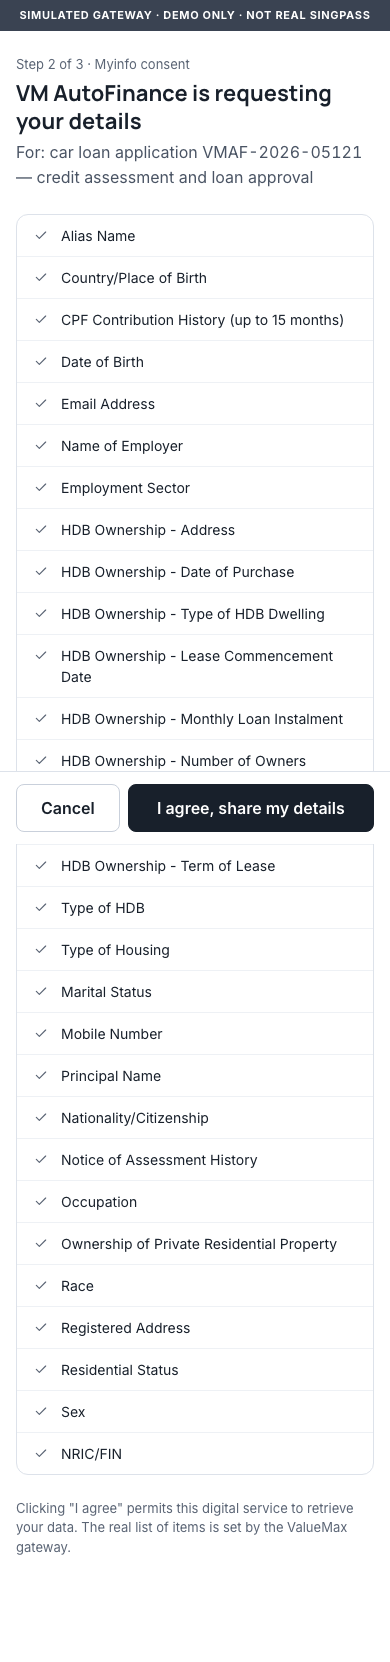 SIMULATED GATEWAY · DEMO ONLY · NOT REAL SINGPASS
Step 2 of 3 · Myinfo consent
VM AutoFinance is requesting
your details
For: car loan application VMAF-2026-05121
— credit assessment and loan approval
Alias Name
Country/Place of Birth
CPF Contribution History (up to 15 months)
Date of Birth
Email Address
Name of Employer
Employment Sector
HDB Ownership - Address
HDB Ownership - Date of Purchase
HDB Ownership - Type of HDB Dwelling
HDB Ownership - Lease Commencement
Date
HDB Ownership - Monthly Loan Instalment
HDB Ownership - Number of Owners
Cancel
I agree, share my details
HDB Ownership - Term of Lease
Type of HDB
Type of Housing
Marital Status
Mobile Number
Principal Name
Nationality/Citizenship
Notice of Assessment History
Occupation
Ownership of Private Residential Property
Race
Registered Address
Residential Status
Sex
NRIC/FIN
Clicking "I agree" permits this digital service to retrieve
your data. The real list of items is set by the ValueMax
gateway.